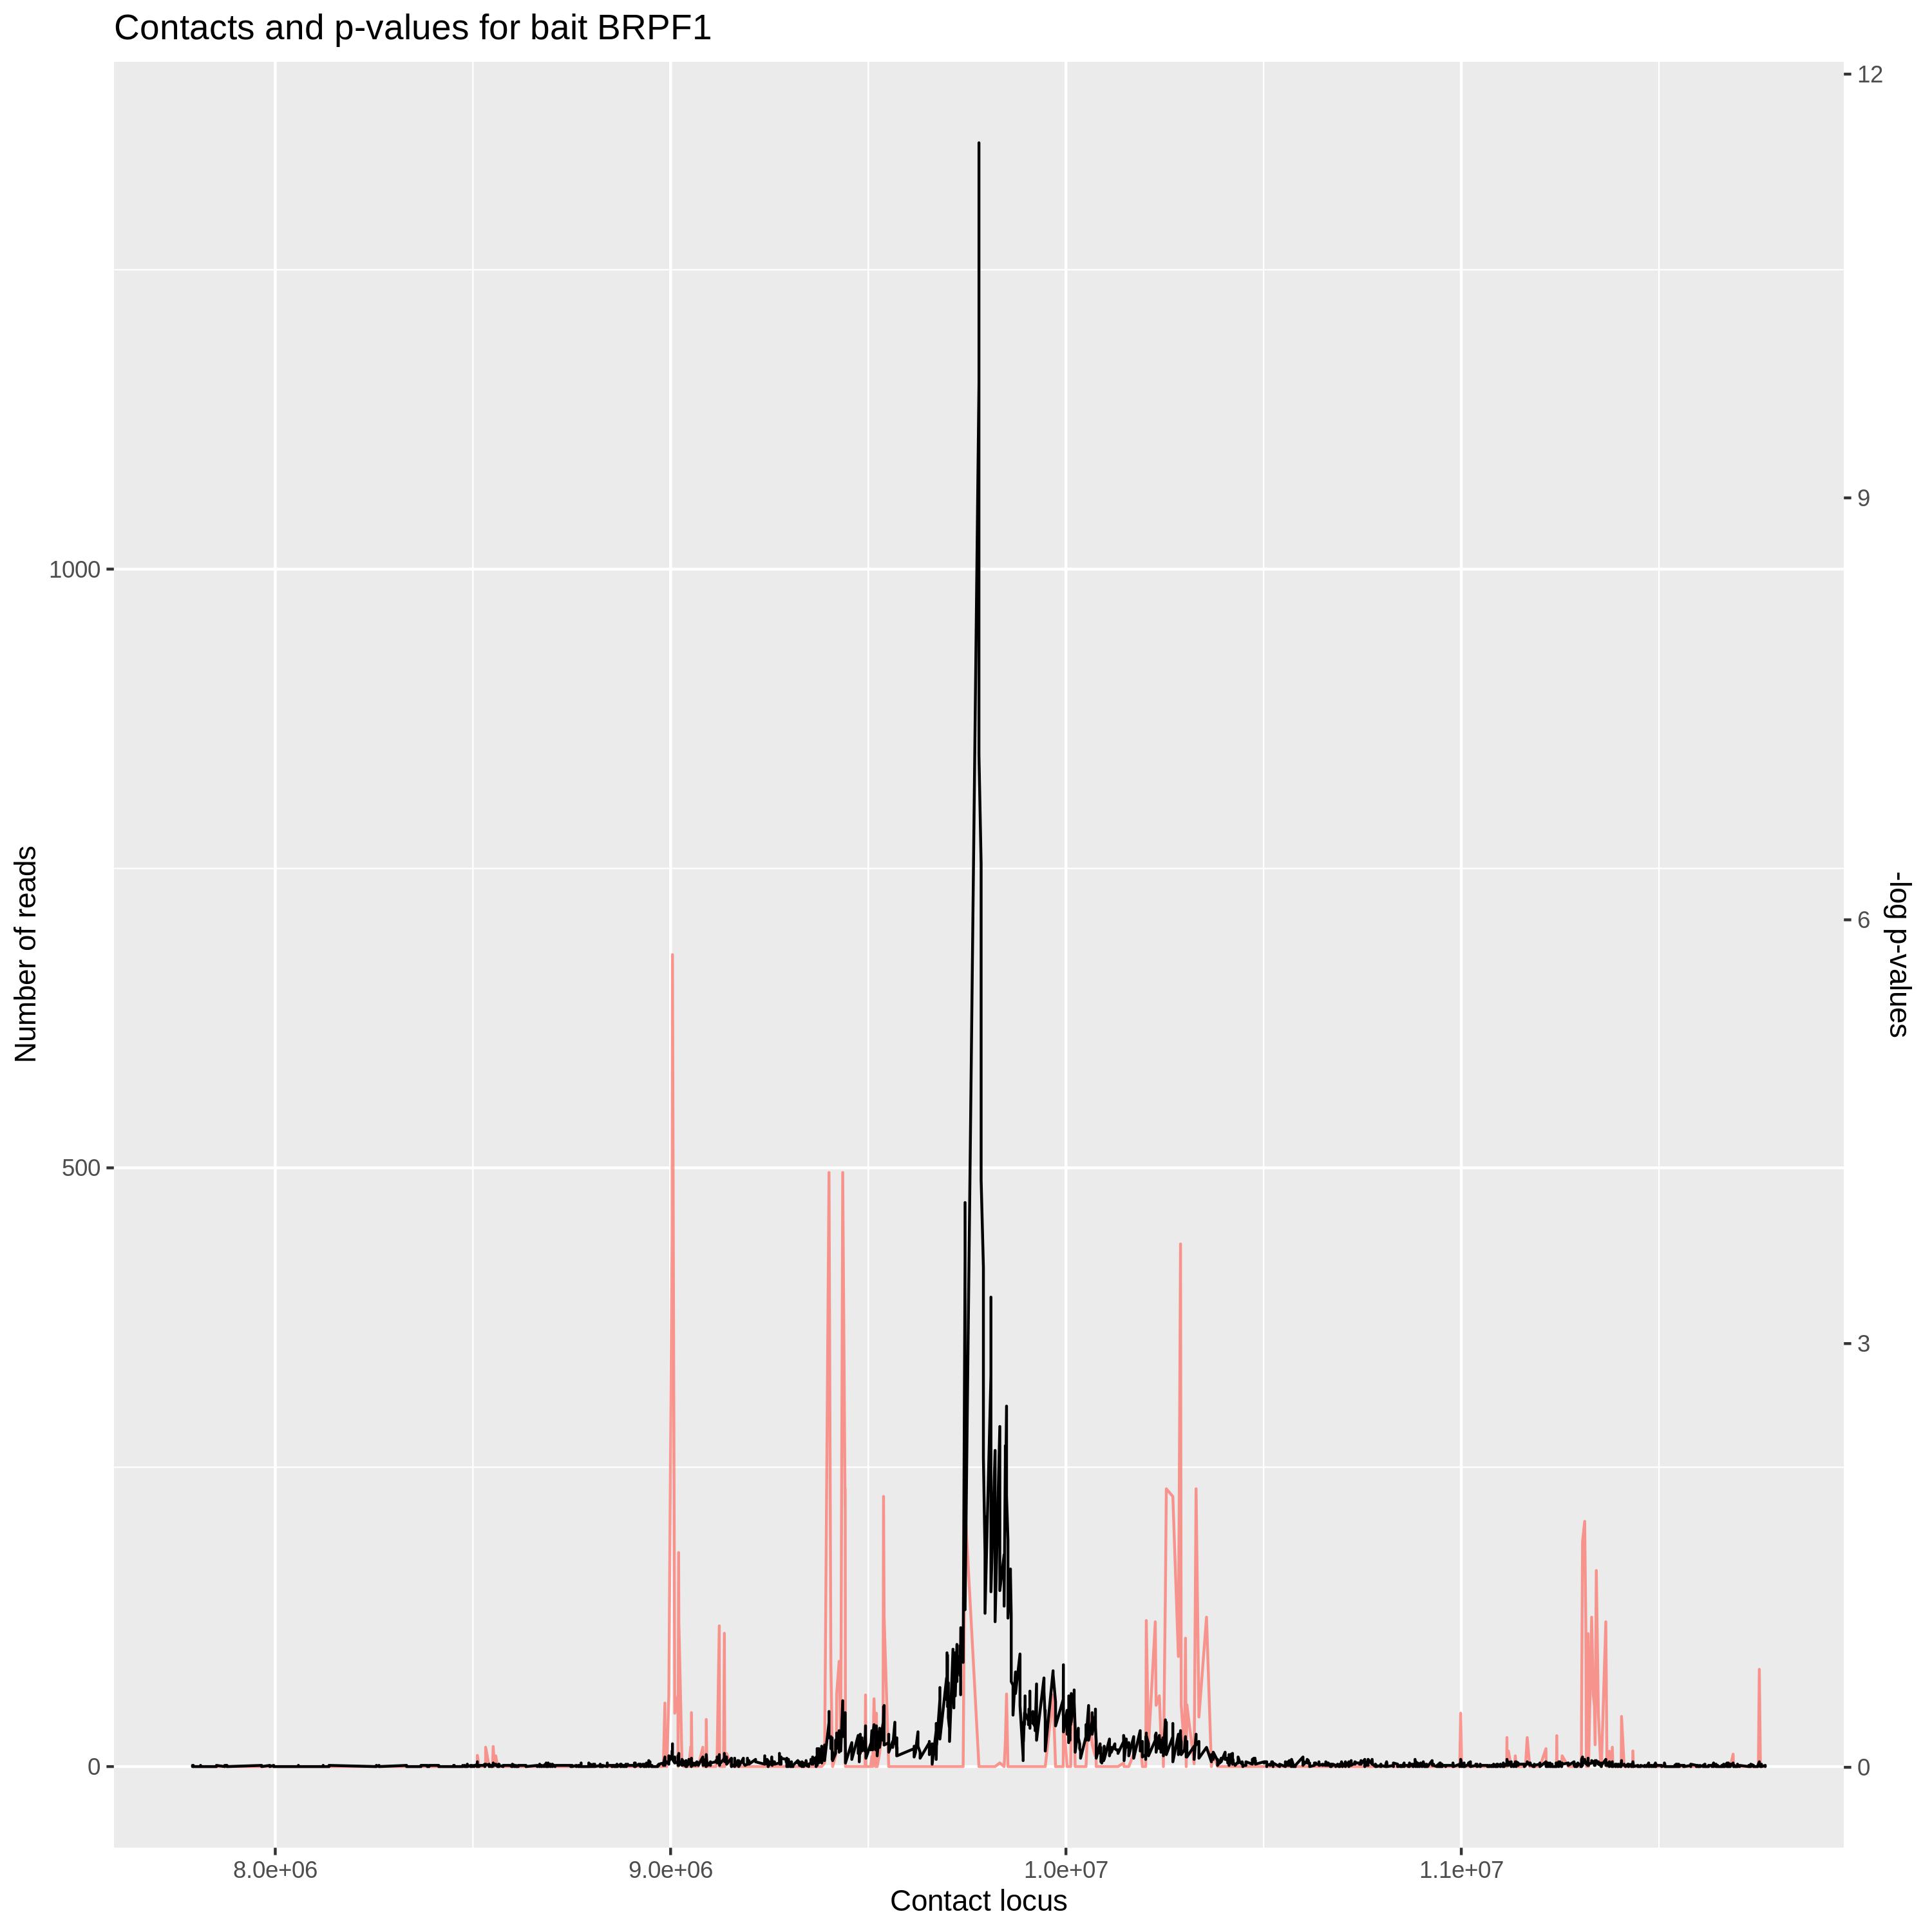 Contacts and p-values for bait BRPF1
12
9
1000
6
Number of reads
-log p-values
500
3
0
0
8.0e+06
9.0e+06
1.0e+07
1.1e+07
Contact locus